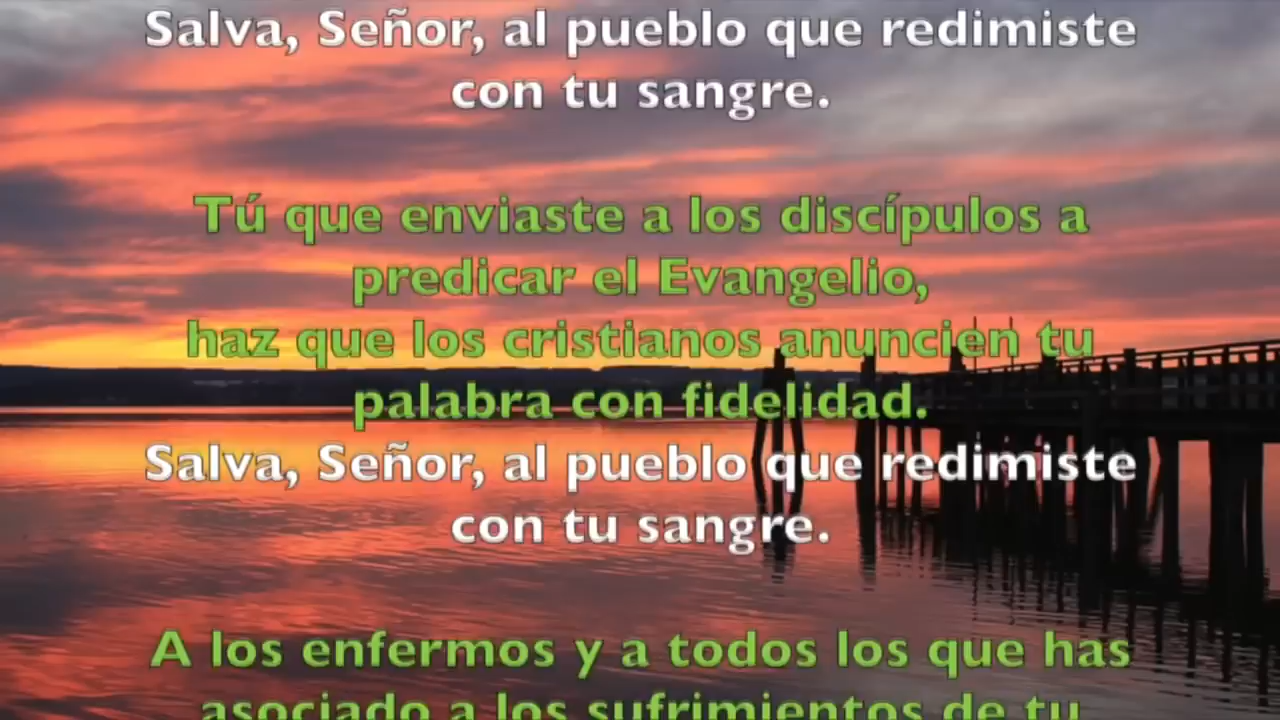 Salva, Señor, al pueblo que redimiste
con tu sangre.
Tú que enviaste a los discípulos a
predicar el Evangelio,
haz que los cristianos anuncien tu
palabra con fidelidad.
Salva, Señor, al pueblo que redimiste
con tu sangre.
A los enfermos y a todos los que has
asociado a los sufrimientos de tu